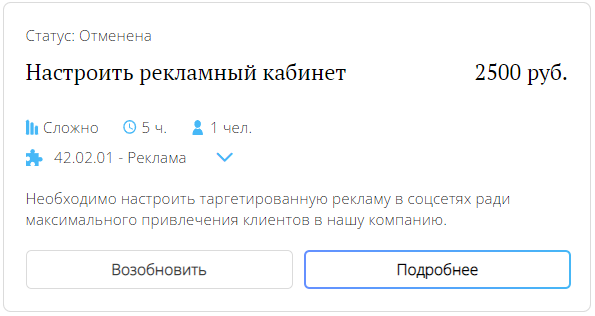 Статус: Отменена
Настроить рекламный кабинет 2500 руб.
Сложно 5 ч. 1 чел.
42.02.01 - Реклама
Необходимо настроить таргетированную рекламу в соцсетях ради
максимального привлечения клиентов в нашу компанию.
Возобновить Подробнее